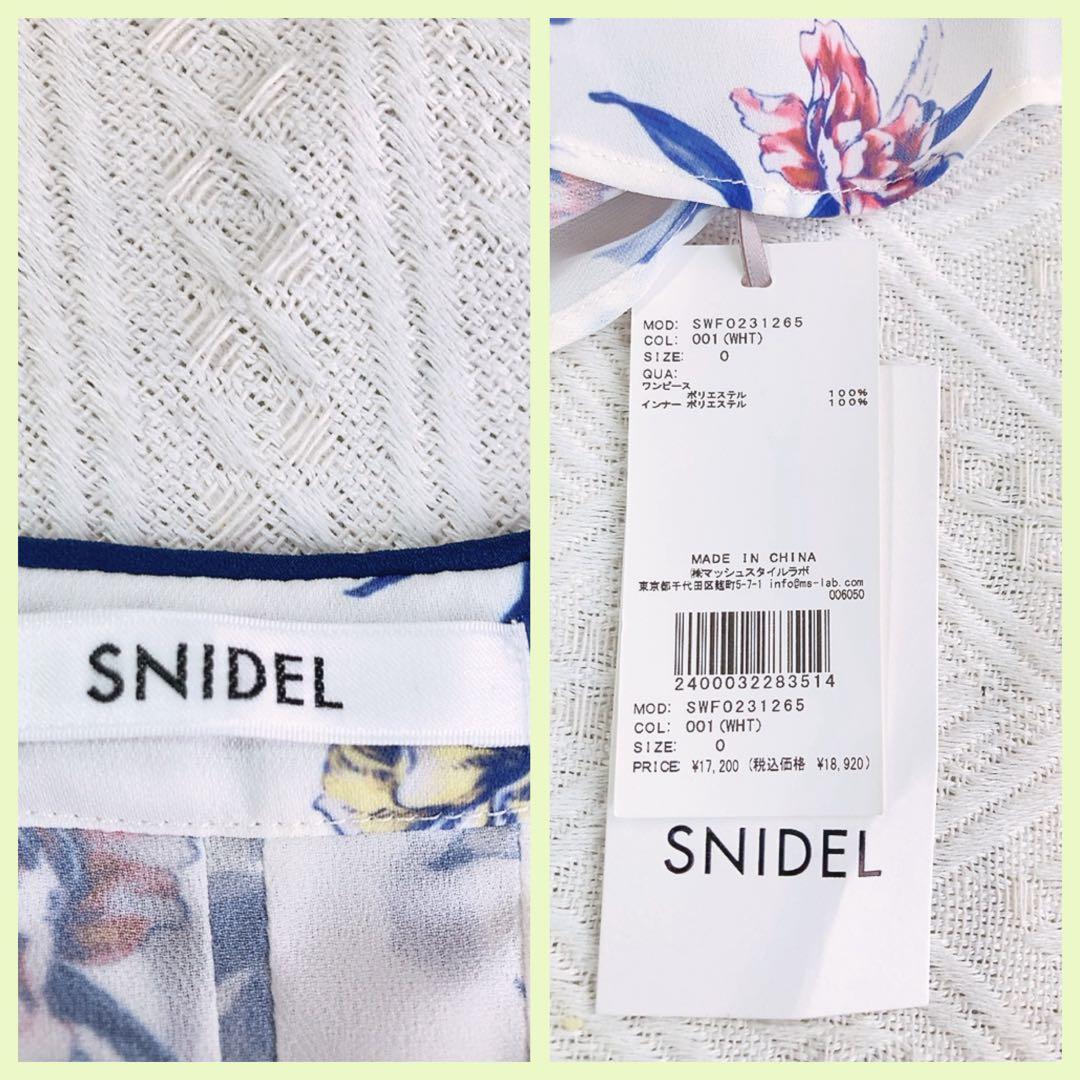 SNIDEL
MOD: SWF0231265
COL: 001(WHT)
SIZE: 0
QUA:
ワンピース
ポリエステル 100%
インナー ポリエステル 100%
MADE IN CHINA
㈱マッシュスタイルラボ
東京都千代田区麹町5-7-1 info@ms-lab.com
006050
2400032283514
MOD: SWF0231265
COL: 001(WHT)
SIZE: 0
PRICE: ¥17,200 (税込価格 ¥18,920)
SNIDEL